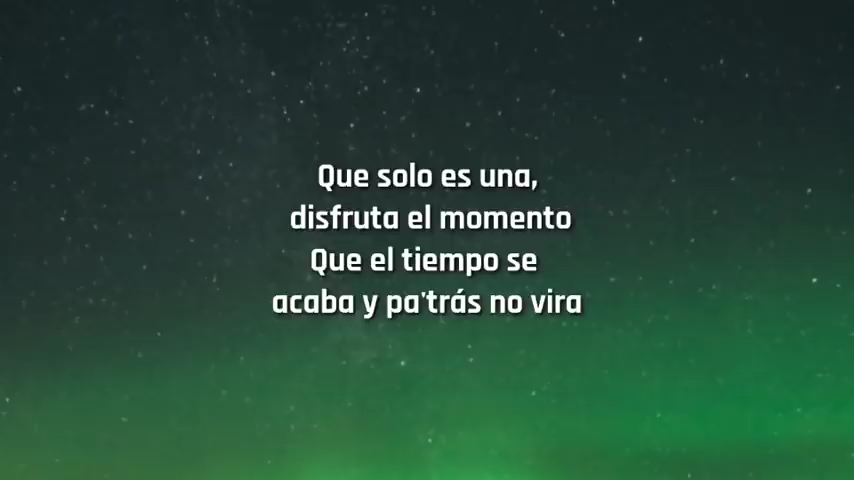 Que solo es una,
disfruta el momento
Que el tiempo se
acaba y pa'trás no vira